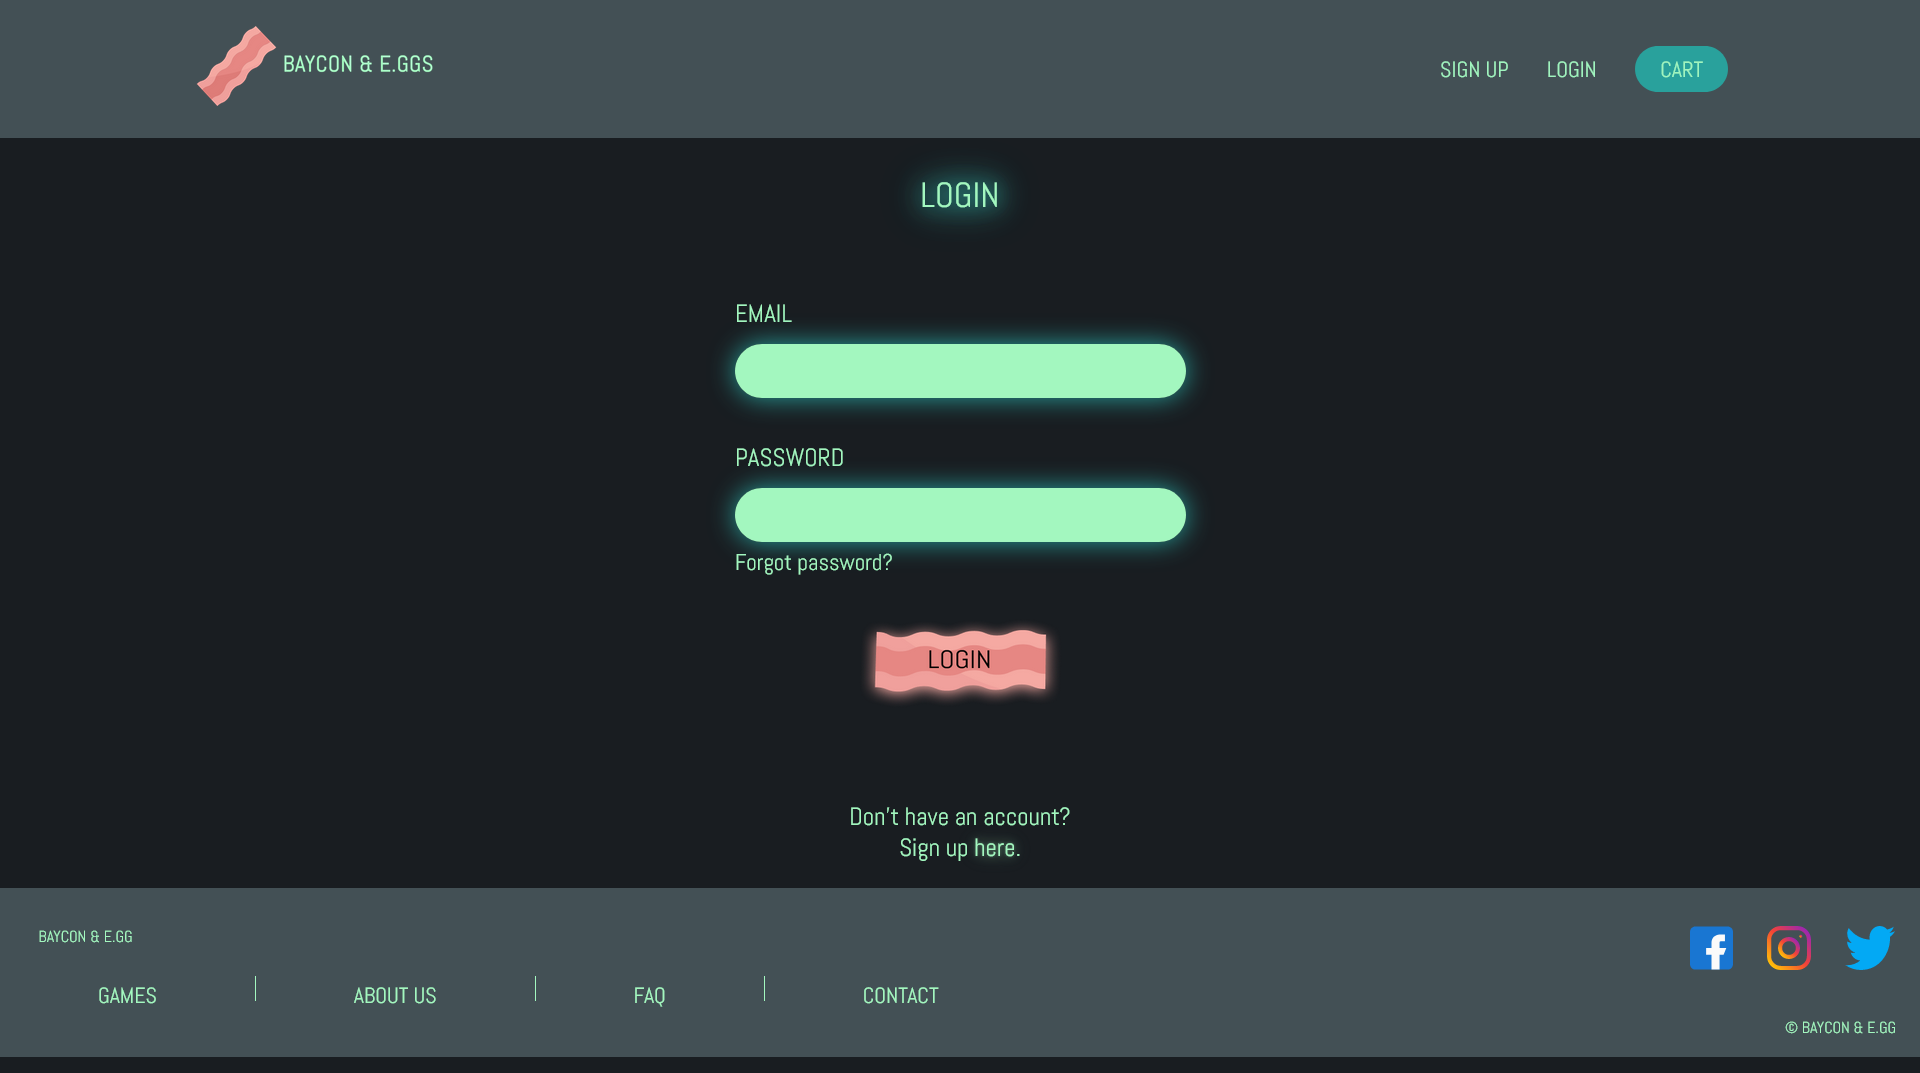 BAYCON & E.GGS
SIGN UP
LOGIN
CART
LOGIN
EMAIL
PASSWORD
Forgot password?
LOGIN
Don't have an account?
Sign up here.
BAYCON & E.GG
GAMES
ABOUT US
FAQ
CONTACT
© BAYCON & E.GG